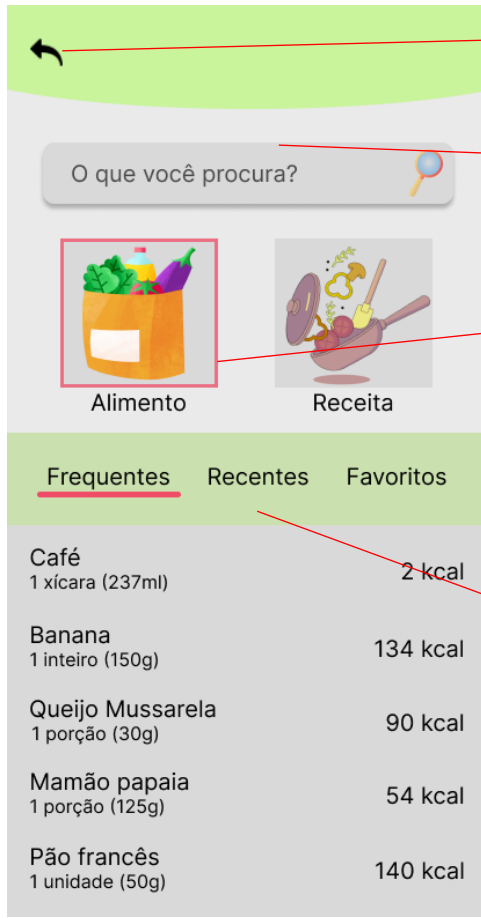 O que você procura?
Alimento Receita
Frequentes Recentes Favoritos
Café
1 xícara (237ml)
2 kcal
Banana
1 inteiro (150g)
134 kcal
Queijo Mussarela
1 porção (30g)
90 kcal
Mamão papaia
1 porção (125g)
54 kcal
Pão francês
1 unidade (50g)
140 kcal